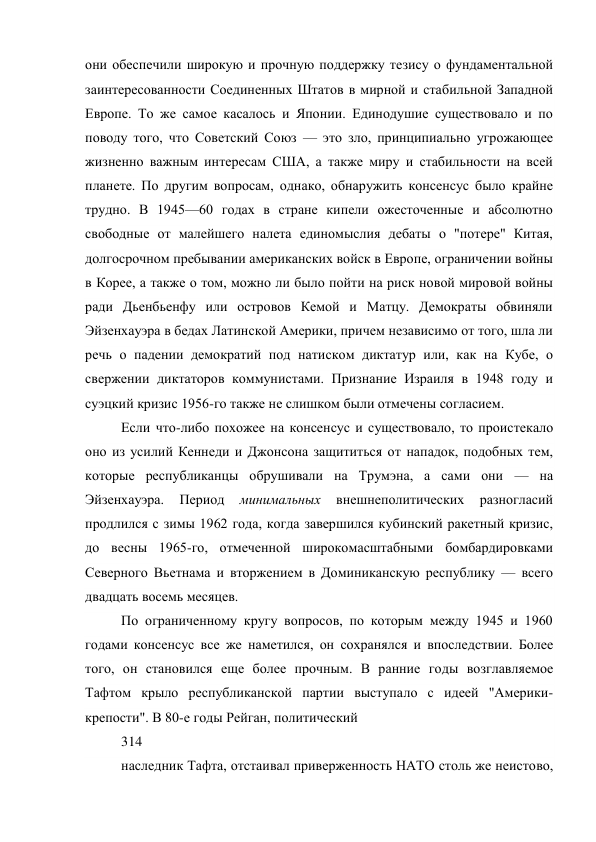 они обеспечили широкую и прочную поддержку тезису о фундаментальной
заинтересованности Соединенных Штатов в мирной и стабильной Западной
Европе. То же самое касалось и Японии. Единодушие существовало и по
поводу того, что Советский Союз — это зло, принципиально угрожающее
жизненно важным интересам США, а также миру и стабильности на всей
планете. По другим вопросам, однако, обнаружить консенсус было крайне
трудно. В 1945—60 годах в стране кипели ожесточенные и абсолютно
свободные от малейшего налета единомыслия дебаты о "потере" Китая,
долгосрочном пребывании американских войск в Европе, ограничении войны
в Корее, а также о том, можно ли было пойти на риск новой мировой войны
ради Дьенбьенфу или островов Кемой и Матцу. Демократы обвиняли
Эйзенхауэра в бедах Латинской Америки, причем независимо от того, шла ли
речь о падении демократий под натиском диктатур или, как на Кубе, о
свержении диктаторов коммунистами. Признание Израиля в 1948 году и
суэцкий кризис 1956-го также не слишком были отмечены согласием.
Если что-либо похожее на консенсус и существовало, то проистекало
оно из усилий Кеннеди и Джонсона защититься от нападок, подобных тем,
которые республиканцы обрушивали на Трумэна, а сами они — на
Эйзенхауэра. Период минимальных внешнеполитических разногласий
продлился с зимы 1962 года, когда завершился кубинский ракетный кризис,
до весны 1965-го, отмеченной широкомасштабными бомбардировками
Северного Вьетнама и вторжением в Доминиканскую республику — всего
двадцать восемь месяцев.
По ограниченному кругу вопросов, по которым между 1945 и 1960
годами консенсус все же наметился, он сохранялся и впоследствии. Более
того, он становился еще более прочным. В ранние годы возглавляемое
Тафтом крыло республиканской партии выступало с идеей "Америки-
крепости". В 80-е годы Рейган, политический
314
наследник Тафта, отстаивал приверженность НАТО столь же неистово,